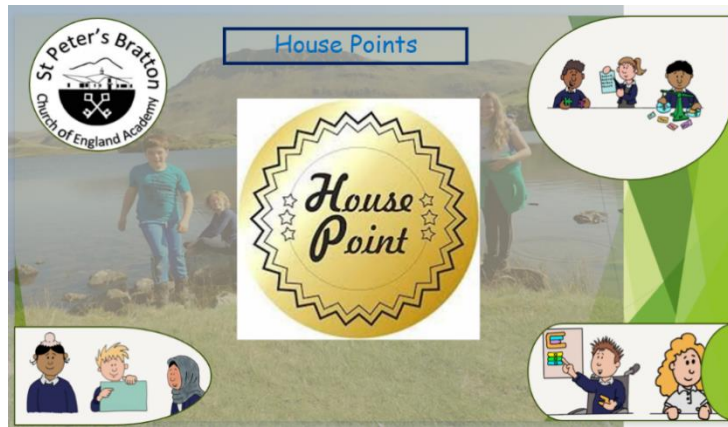 House Points
St Peter's Bratton
Church of England Academy
House
Point